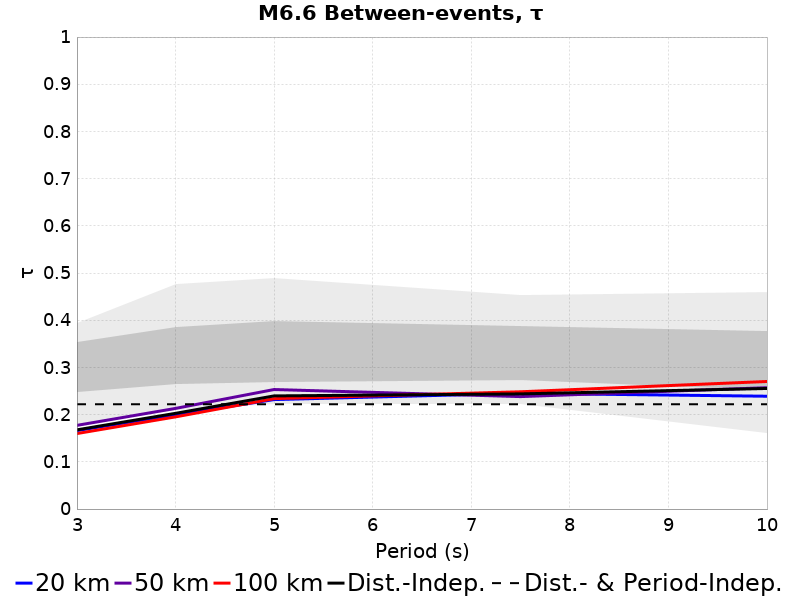 M6.6 Between-events, τ
1
0.9
0.8
0.7
0.6
0.5
0.4
0.3
0.2
0.1
0
τ
3 4 5 6 7 8 9 10
Period (s)
20 km 50 km 100 km Dist.-Indep. Dist.- & Period-Indep.